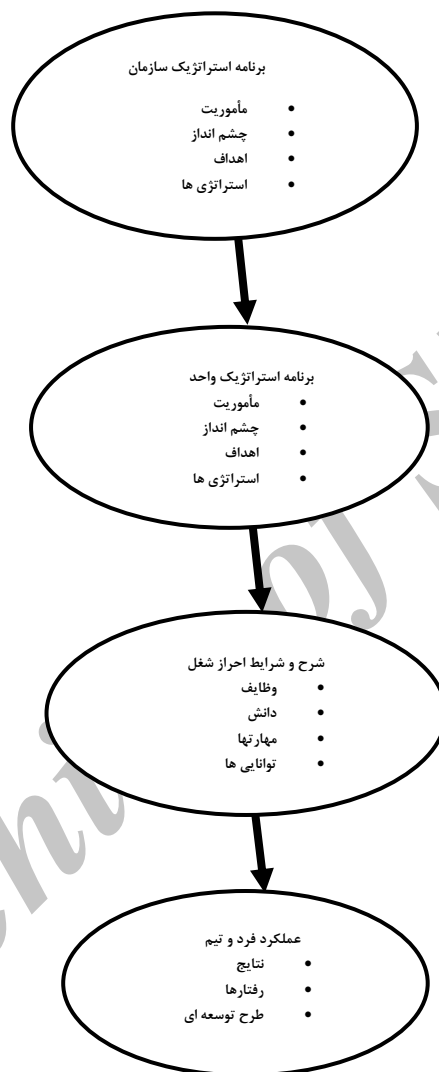 برنامه استراتژیک سازمان
• مأموریت
• چشم انداز
• اهداف
• استراتژی ها
برنامه استراتژیک واحد
• مأموریت
• چشم انداز
• اهداف
• استراتژی ها
شرح و شرایط احراز شغل
• وظایف
• دانش
• مهارتها
• توانایی ها
عملکرد فرد و تیم
• نتایج
• رفتارها
• طرح توسعه ای